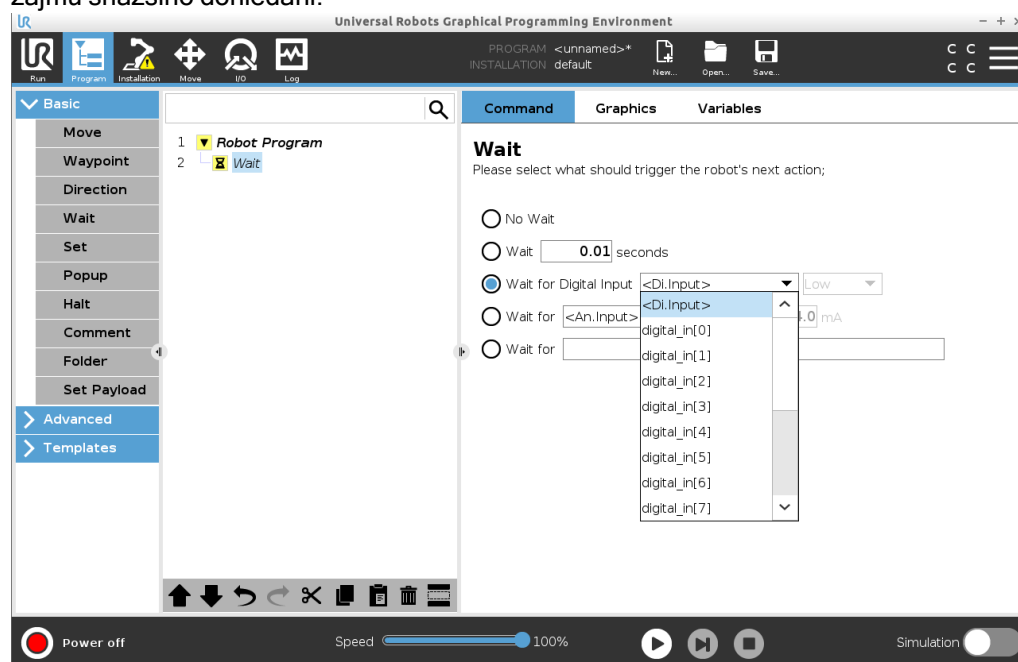 zájmu snazsího dohledání.
Universal Robots Graphical Programming Environment
PROGRAM <unnamed>*
INSTALLATION default
Run Program Installation Move I/O Log New... Open... Save...
C C
C C
Basic
Move
Waypoint
Direction
Wait
Set
Popup
Halt
Comment
Folder
Set Payload
Advanced
Templates
1 Robot Program
2 Wait
Command Graphics Variables
Wait
Please select what should trigger the robot's next action;
No Wait
Wait 0.01 seconds
Wait for Digital Input <Di.Input> Low
Wait for <An.Input> .0 mA
Wait for
<Di.Input>
digital_in[0]
digital_in[1]
digital_in[2]
digital_in[3]
digital_in[4]
digital_in[5]
digital_in[6]
digital_in[7]
Power off Speed 100% Simulation